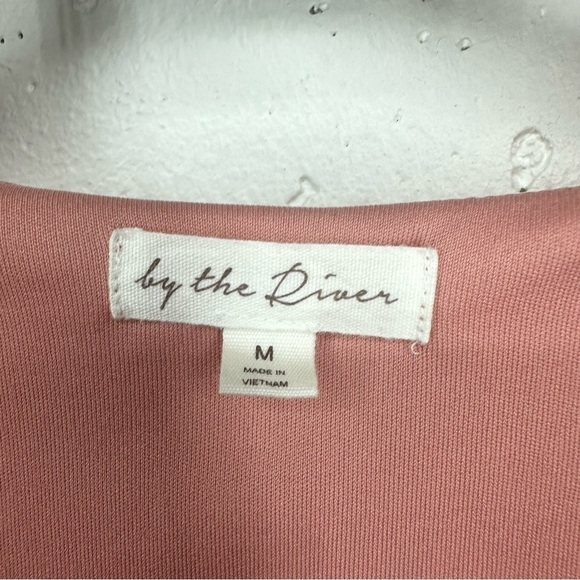 by the River
M
MADE IN
VIETNAM